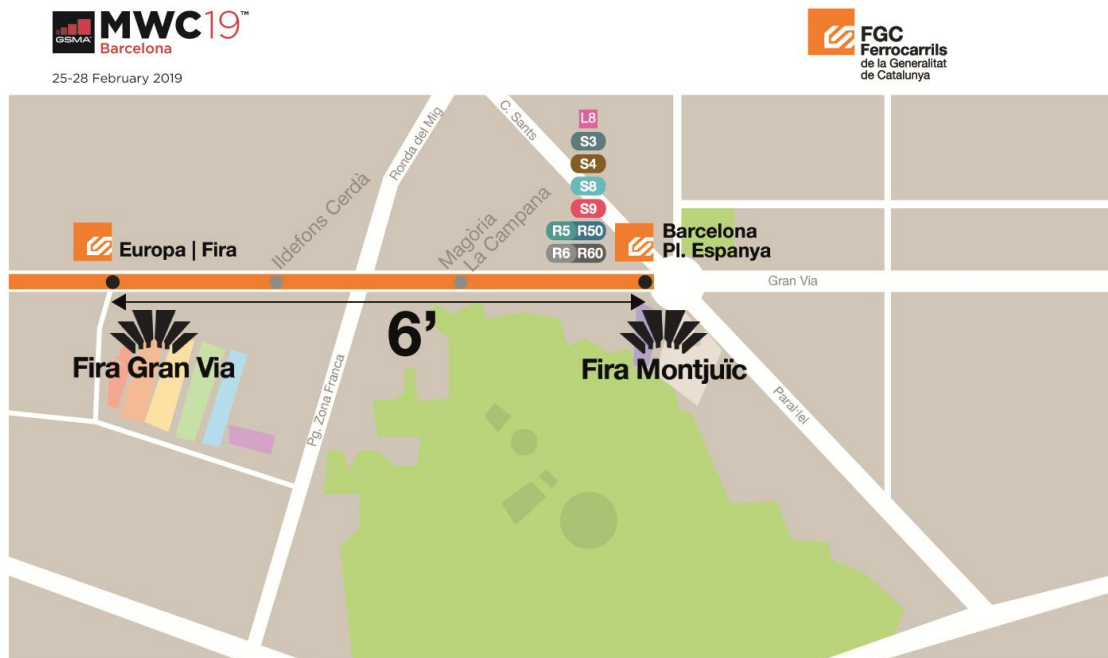 GSMA
MWC19™
Barcelona
25-28 February 2019
FGC
Ferrocarrils
de la Generalitat
de Catalunya
Ronda del Mig
C. Sants
L8
S3
S4
S8
S9
R5 R50
R6 R60
Europa | Fira
Ildefons Cerdà
Magòria
La Campana
Barcelona
Pl. Espanya
Gran Via
6’
Fira Gran Via
Fira Montjuïc
Pg. Zona Franca
Paral·lel